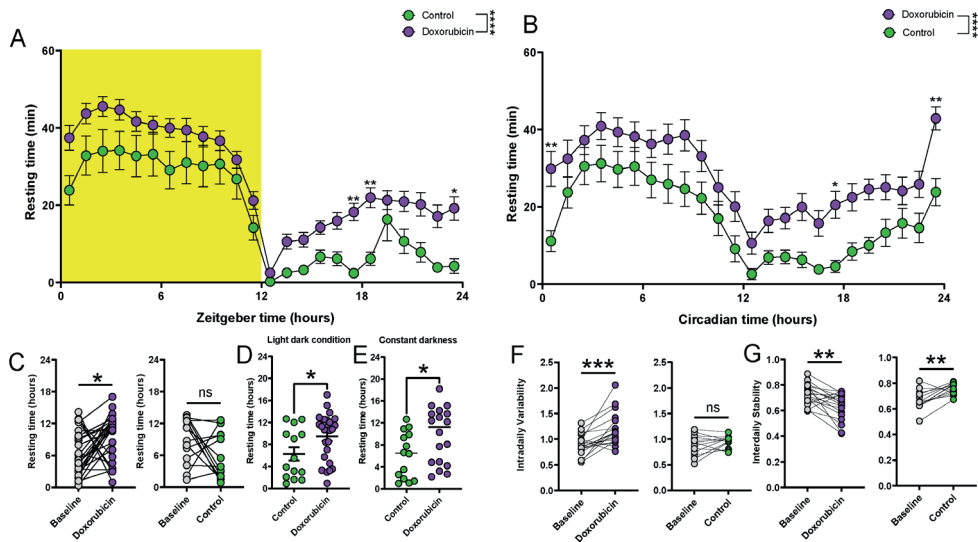 A
Control
Doxorubicin
****
60
40
20
0
Resting time (min)
**
**
*
0
6
12
18
24
Zeitgeber time (hours)
B
Doxorubicin
Control
****
60
40
20
0
Resting time (min)
**
*
**
0
6
12
18
24
Circadian time (hours)
C
Resting time (hours)
24
18
12
6
0
*
Baseline
Doxorubicin
Resting time (hours)
24
18
12
6
0
ns
Baseline
Control
D
Light dark condition
Resting time (hours)
24
20
16
12
8
4
0
*
Control
Doxorubicin
E
Constant darkness
Resting time (hours)
24
20
16
12
8
4
0
*
Control
Doxorubicin
F
Intradaily Variability
2.5
2.0
1.5
1.0
0.5
0.0
***
Baseline
Doxorubicin
2.5
2.0
1.5
1.0
0.5
0.0
ns
Baseline
Control
G
Interdaily Stability
1.0
0.8
0.6
0.4
0.2
0.0
**
Baseline
Doxorubicin
1.0
0.8
0.6
0.4
0.2
0.0
**
Baseline
Control